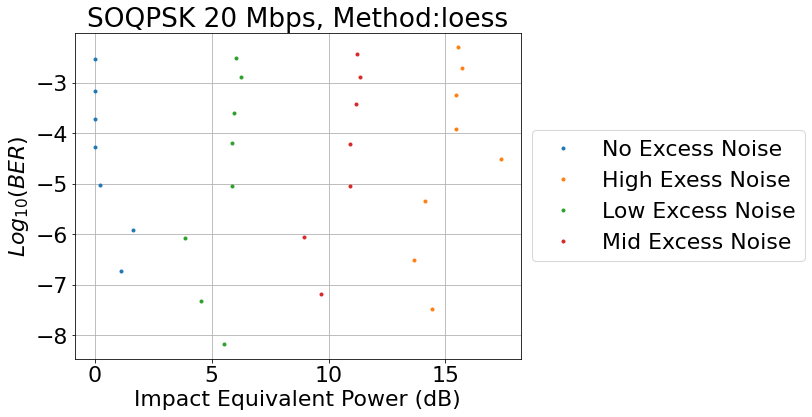 SOQPSK 20 Mbps, Method:loess
−3
−4
−5
−6
−7
−8
Log10(BER)
0 5 10 15
Impact Equivalent Power (dB)
No Excess Noise
High Exess Noise
Low Excess Noise
Mid Excess Noise